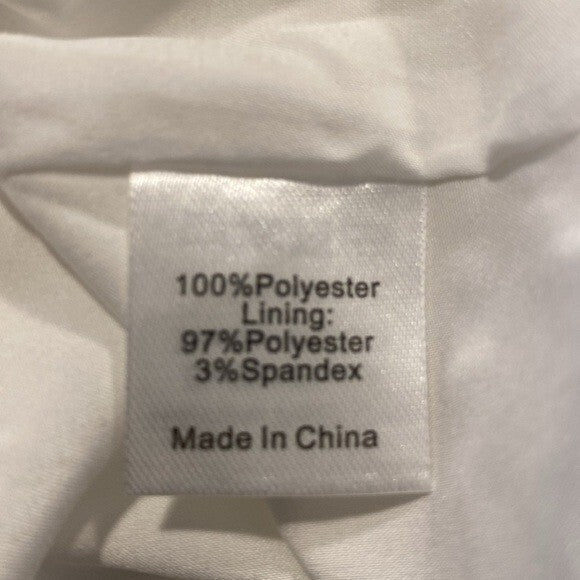 100%Polyester
Lining:
97%Polyester
3%Spandex
Made In China